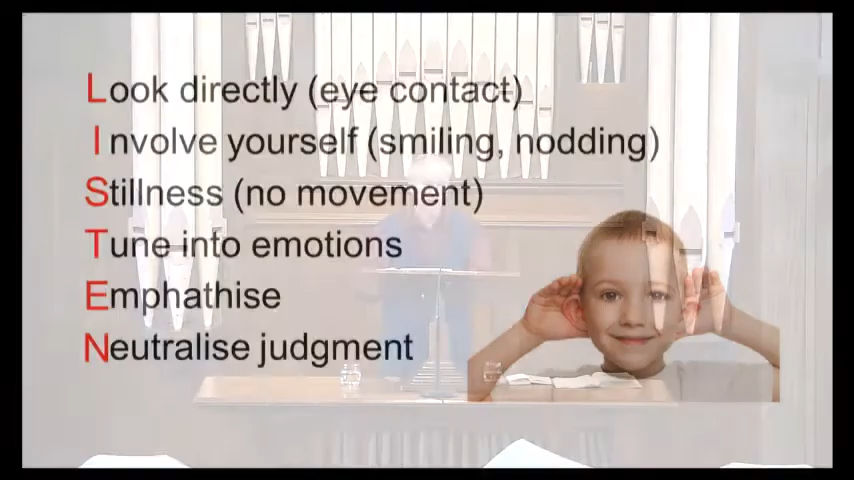 Look directly (eye contact)
Involve yourself (smiling, nodding)
Stillness (no movement)
Tune into emotions
Emphathise
Neutralise judgment